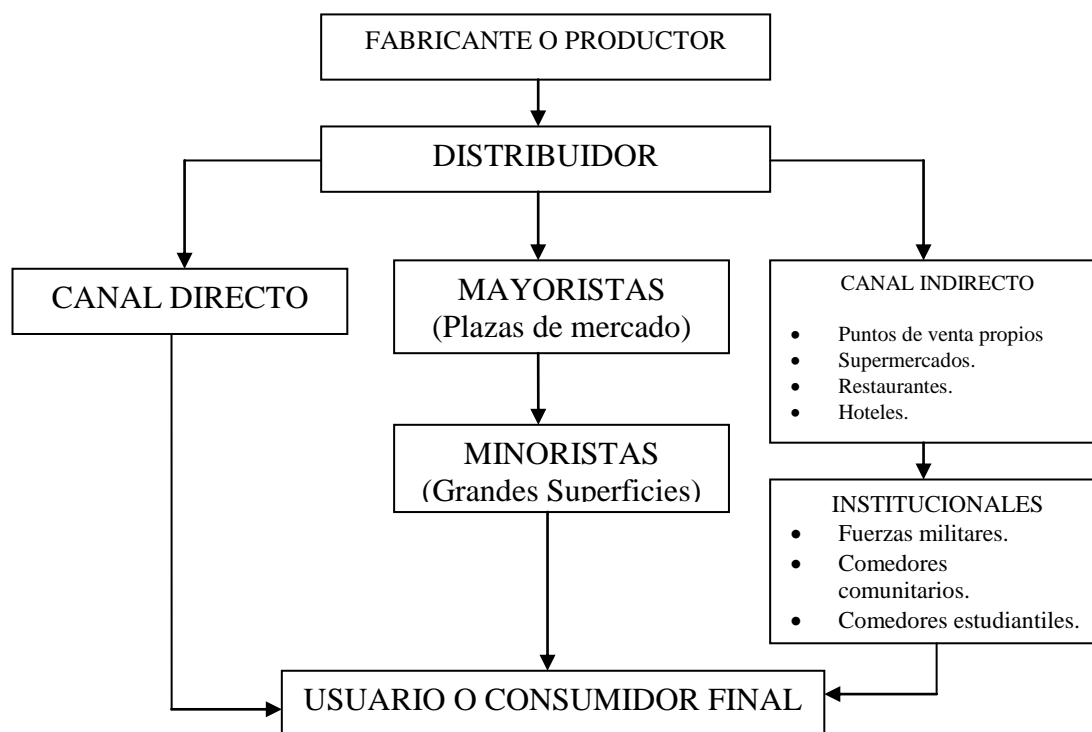 FABRICANTE O PRODUCTOR
DISTRIBUIDOR
CANAL DIRECTO
MAYORISTAS
(Plazas de mercado)
MINORISTAS
(Grandes Superficies)
CANAL INDIRECTO
• Puntos de venta propios
• Supermercados.
• Restaurantes.
• Hoteles.
INSTITUCIONALES
• Fuerzas militares.
• Comedores
comunitarios.
• Comedores estudiantiles.
USUARIO O CONSUMIDOR FINAL